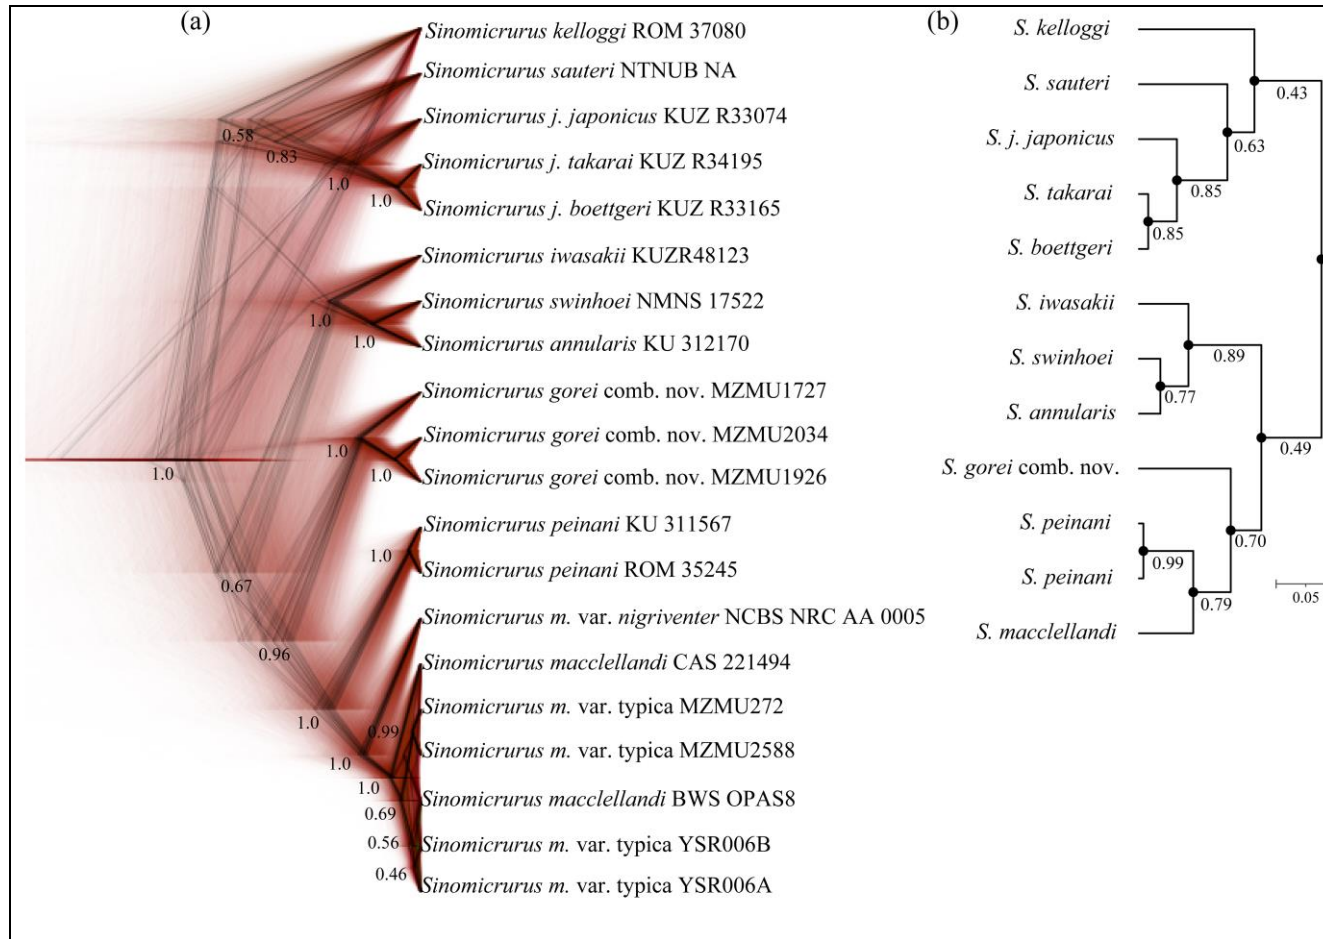 (a)
Sinomicrurus kelloggi ROM 37080
Sinomicrurus sauteri NTNUB NA
Sinomicrurus j. japonicus KUZ R33074
Sinomicrurus j. takarai KUZ R34195
Sinomicrurus j. boettgeri KUZ R33165
Sinomicrurus iwasakii KUZR48123
Sinomicrurus swinhoei NMNS 17522
Sinomicrurus annularis KU 312170
Sinomicrurus gorei comb. nov. MZMU1727
Sinomicrurus gorei comb. nov. MZMU2034
Sinomicrurus gorei comb. nov. MZMU1926
Sinomicrurus peinani KU 311567
Sinomicrurus peinani ROM 35245
Sinomicrurus m. var. nigriventer NCBS NRC AA 0005
Sinomicrurus macclellandi CAS 221494
Sinomicrurus m. var. typica MZMU272
Sinomicrurus m. var. typica MZMU2588
Sinomicrurus macclellandi BWS OPAS8
Sinomicrurus m. var. typica YSR006B
Sinomicrurus m. var. typica YSR006A
0.58
0.83
1.0
1.0
1.0
1.0
1.0
1.0
1.0
1.0
0.67
0.96
1.0
0.99
1.0
1.0
0.69
0.56
0.46
(b)
S. kelloggi
S. sauteri
S. j. japonicus
S. takarai
S. boettgeri
S. iwasakii
S. swinhoei
S. annularis
S. gorei comb. nov.
S. peinani
S. peinani
S. macclellandi
0.43
0.63
0.85
0.85
0.89
0.77
0.49
0.70
0.99
0.79
0.05